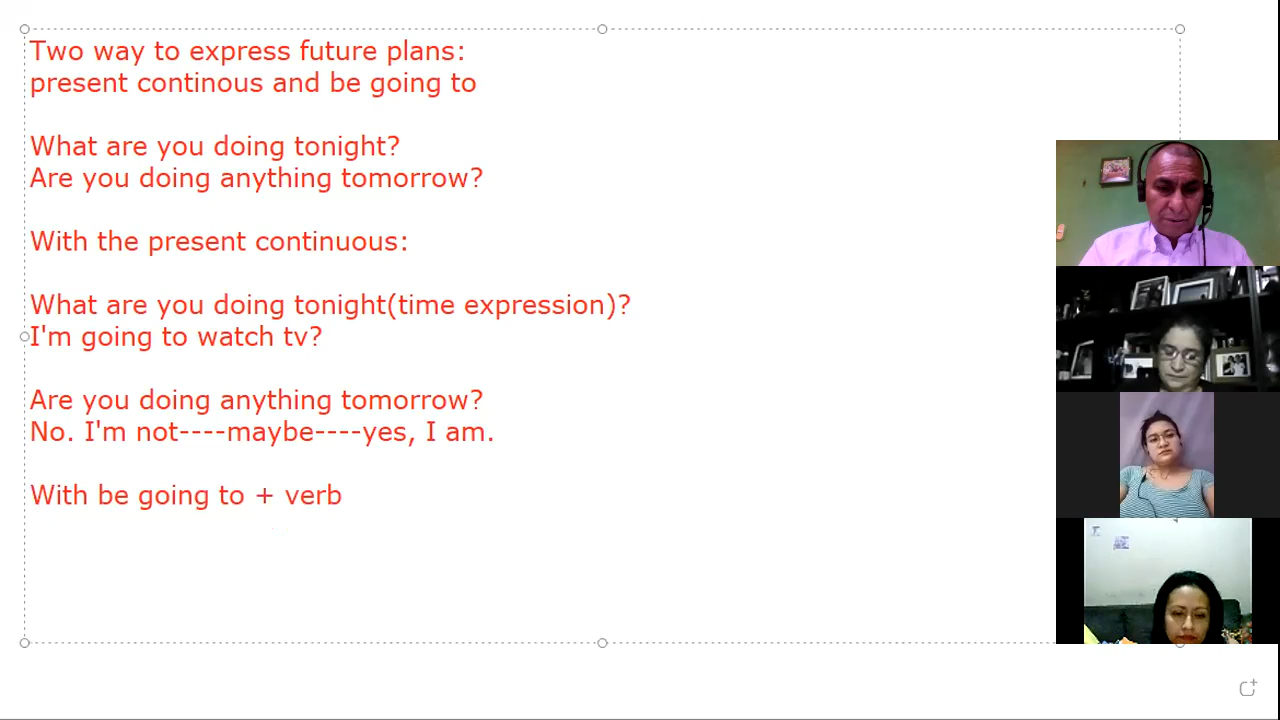 Two way to express future plans:
present continous and be going to
What are you doing tonight?
Are you doing anything tomorrow?
With the present continuous:
What are you doing tonight(time expression)?
I'm going to watch tv?
Are you doing anything tomorrow?
No. I'm not----maybe----yes, I am.
With be going to + verb